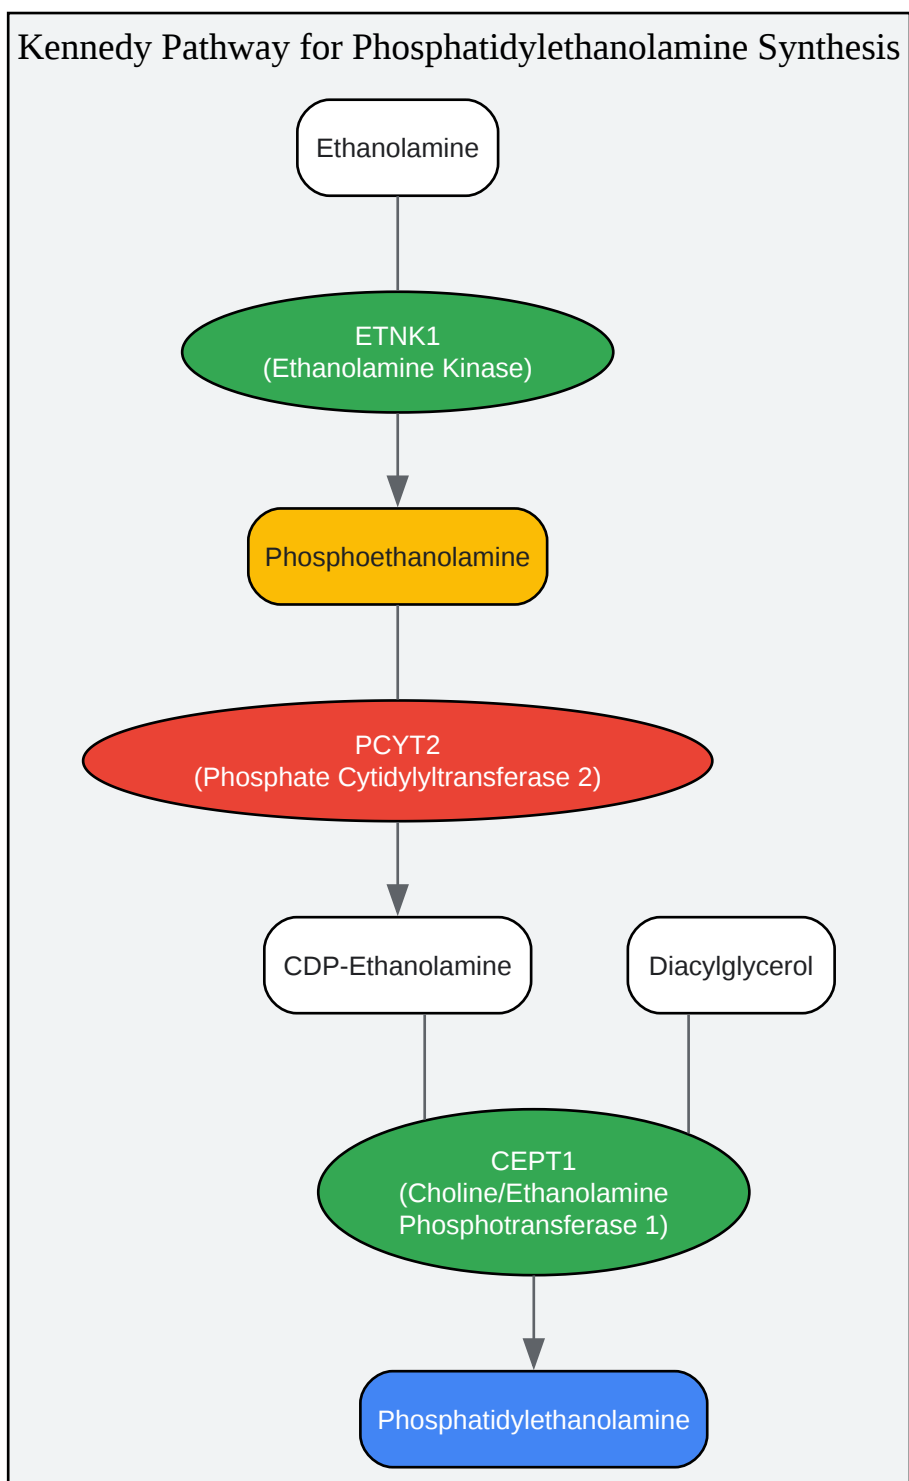 Kennedy Pathway for Phosphatidylethanolamine Synthesis
Ethanolamine
ETNK1
(Ethanolamine Kinase)
Phosphoethanolamine
PCYT2
(Phosphate Cytidylyltransferase 2)
CDP-Ethanolamine
Diacylglycerol
CEPT1
(Choline/Ethanolamine
Phosphotransferase 1)
Phosphatidylethanolamine